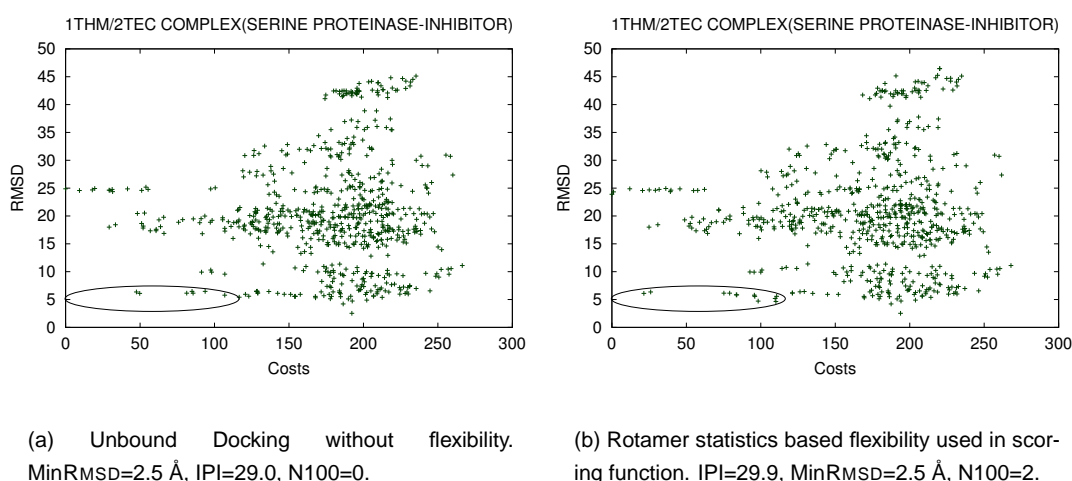 1THM/2TEC COMPLEX(SERINE PROTEINASE-INHIBITOR)
50
45
40
35
30
25
20
15
10
5
0
RMSD
0 50 100 150 200 250 300
Costs
(a) Unbound Docking without flexibility.
MinRMSD=2.5 Å, IPI=29.0, N100=0.
1THM/2TEC COMPLEX(SERINE PROTEINASE-INHIBITOR)
50
45
40
35
30
25
20
15
10
5
0
RMSD
0 50 100 150 200 250 300
Costs
(b) Rotamer statistics based flexibility used in scor-
ing function. IPI=29.9, MinRMSD=2.5 Å, N100=2.